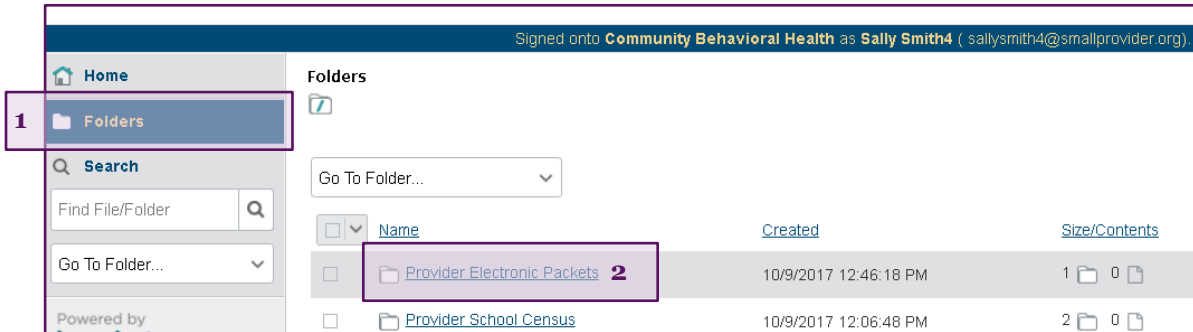 Signed onto Community Behavioral Health as Sally Smith4 ( sallysmith4@smallprovider.org).
Home
Folders
1
Folders
Search
Find File/Folder
Go To Folder...
Powered by
Go To Folder...
Name Created Size/Contents
Provider Electronic Packets 2 10/9/2017 12:46:18 PM 1 0
Provider School Census 10/9/2017 12:06:48 PM 2 0